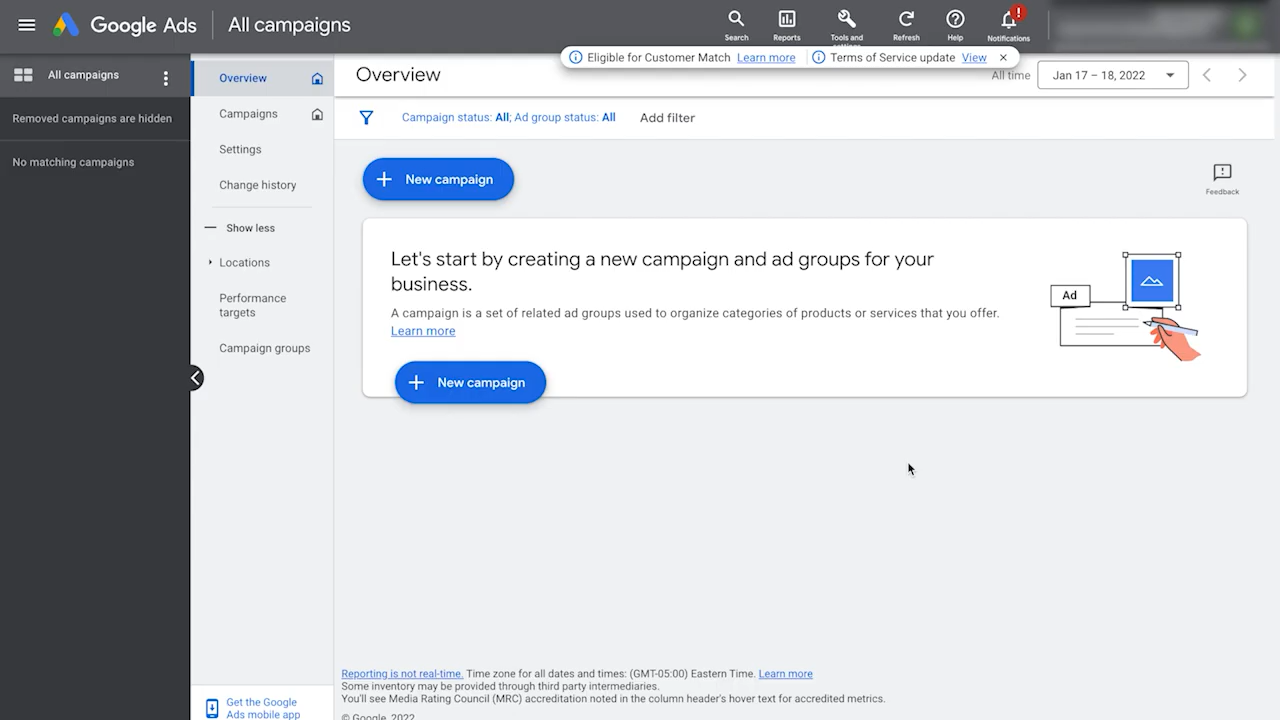 Google Ads
All campaigns
Search
Reports
Tools and
settings
Refresh
Help
!
Notifications
All campaigns
Removed campaigns are hidden
No matching campaigns
Overview
Campaigns
Settings
Change history
Show less
Locations
Performance
targets
Campaign groups
Get the Google
Ads mobile app
Eligible for Customer Match Learn more
Terms of Service update View
Overview
All time
Jan 17 – 18, 2022
Campaign status: All; Ad group status: All
Add filter
New campaign
Feedback
Let's start by creating a new campaign and ad groups for your
business.
A campaign is a set of related ad groups used to organize categories of products or services that you offer.
Learn more
New campaign
Ad
Reporting is not real-time. Time zone for all dates and times: (GMT-05:00) Eastern Time. Learn more
Some inventory may be provided through third party intermediaries.
You'll see Media Rating Council (MRC) accreditation noted in the column header's hover text for accredited metrics.
© Google, 2022